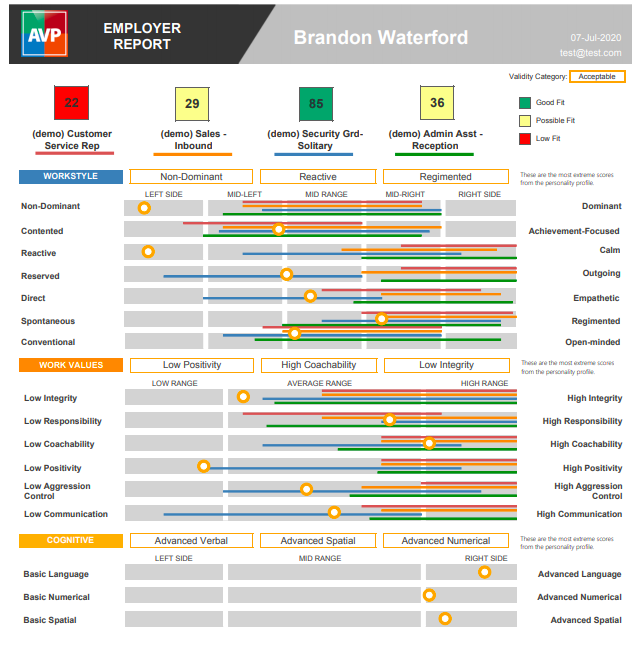 AVP
EMPLOYER
REPORT
Brandon Waterford
07-Jul-2020
test@test.com
Validity Category: Acceptable
22
29
85
36
Good Fit
Possible Fit
Low Fit
(demo) Customer
Service Rep
(demo) Sales -
Inbound
(demo) Security Grd-
Solitary
(demo) Admin Asst -
Reception
WORKSTYLE
Non-Dominant
Reactive
Regimented
These are the most extreme scores
from the personality profile.
LEFT SIDE
MID-LEFT
MID RANGE
MID-RIGHT
RIGHT SIDE
Non-Dominant
Dominant
Contented
Achievement-Focused
Reactive
Calm
Reserved
Outgoing
Direct
Empathetic
Spontaneous
Regimented
Conventional
Open-minded
WORK VALUES
Low Positivity
High Coachability
Low Integrity
These are the most extreme scores
from the personality profile.
LOW RANGE
AVERAGE RANGE
HIGH RANGE
Low Integrity
High Integrity
Low Responsibility
High Responsibility
Low Coachability
High Coachability
Low Positivity
High Positivity
Low Aggression
Control
High Aggression
Control
Low Communication
High Communication
COGNITIVE
Advanced Verbal
Advanced Spatial
Advanced Numerical
These are the most extreme scores
from the personality profile.
LEFT SIDE
MID RANGE
RIGHT SIDE
Basic Language
Advanced Language
Basic Numerical
Advanced Numerical
Basic Spatial
Advanced Spatial